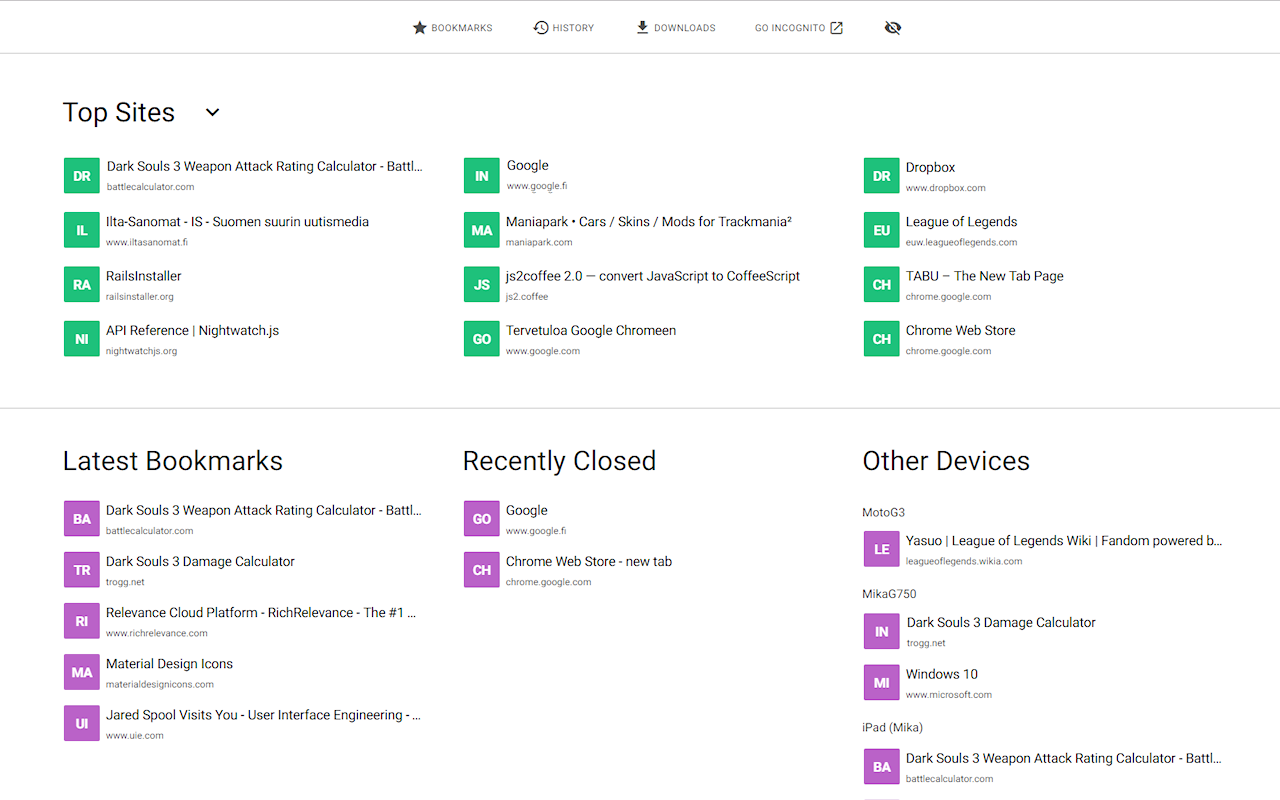 BOOKMARKS
HISTORY
DOWNLOADS
GO INCOGNITO
Top Sites
DR
Dark Souls 3 Weapon Attack Rating Calculator - Battl...
battlecalculator.com
IL
Ilta-Sanomat - IS - Suomen suurin uutismedia
www.iltasanomat.fi
RA
RailsInstaller
railsinstaller.org
NI
API Reference | Nightwatch.js
nightwatchjs.org
IN
Google
www.google.fi
MA
Maniapark • Cars / Skins / Mods for Trackmania²
maniapark.com
JS
js2coffee 2.0 — convert JavaScript to CoffeeScript
js2.coffee
GO
Tervetuloa Google Chromeen
www.google.com
DR
Dropbox
www.dropbox.com
EU
League of Legends
euw.leagueoflegends.com
CH
TABU – The New Tab Page
chrome.google.com
CH
Chrome Web Store
chrome.google.com
Latest Bookmarks
BA
Dark Souls 3 Weapon Attack Rating Calculator - Battl...
battlecalculator.com
TR
Dark Souls 3 Damage Calculator
trogg.net
RI
Relevance Cloud Platform - RichRelevance - The #1 ...
www.richrelevance.com
MA
Material Design Icons
materialdesignicons.com
UI
Jared Spool Visits You - User Interface Engineering - ...
www.uie.com
Recently Closed
GO
Google
www.google.fi
CH
Chrome Web Store - new tab
chrome.google.com
Other Devices
MotoG3
LE
Yasuo | League of Legends Wiki | Fandom powered b...
leagueoflegends.wikia.com
MikaG750
IN
Dark Souls 3 Damage Calculator
trogg.net
MI
Windows 10
www.microsoft.com
iPad (Mika)
BA
Dark Souls 3 Weapon Attack Rating Calculator - Battl...
battlecalculator.com